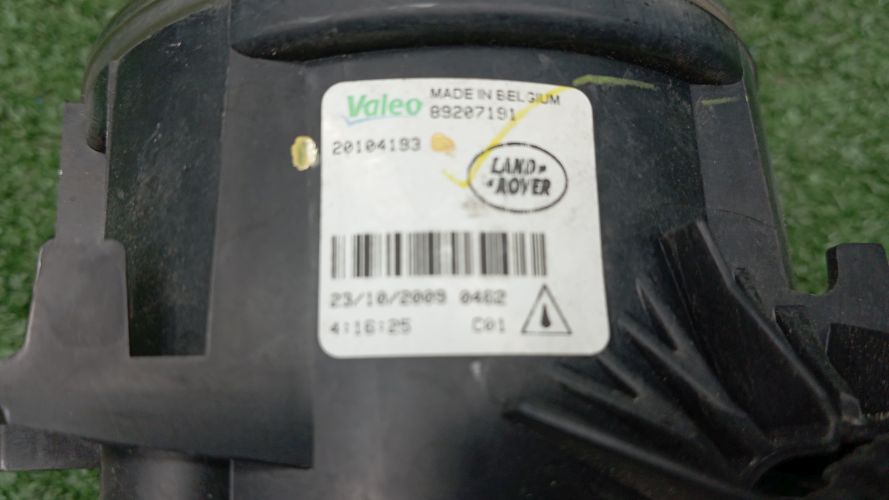 Valeo MADE IN BELGIUM
89207191
20104193
LAND
ROVER
23/10/2009 0462
4:16:25 C01